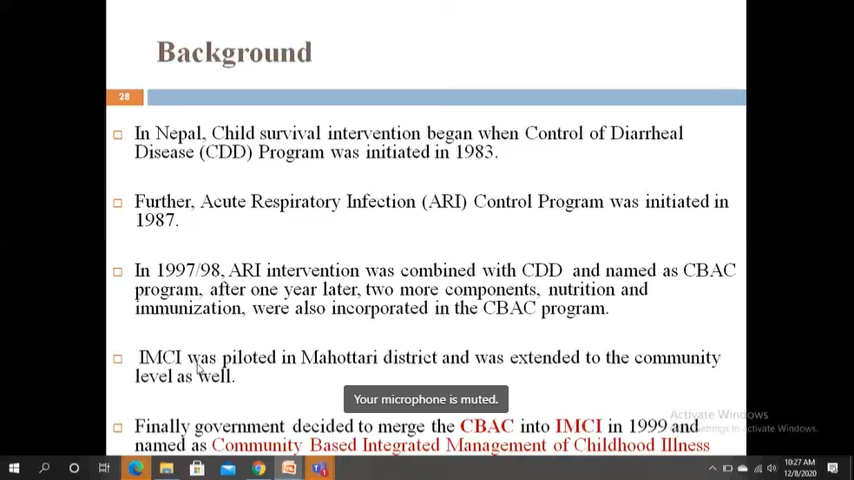 Background
28
In Nepal, Child survival intervention began when Control of Diarrheal
Disease (CDD) Program was initiated in 1983.
Further, Acute Respiratory Infection (ARI) Control Program was initiated in
1987.
In 1997/98, ARI intervention was combined with CDD and named as CBAC
program, after one year later, two more components, nutrition and
immunization, were also incorporated in the CBAC program.
IMCI was piloted in Mahottari district and was extended to the community
level as well.
Your microphone is muted.
Activate Windows
Finally government decided to merge the CBAC into IMCI in 1999 and
settings to activate Windows.
named as Community Based Integrated Management of Childhood Illness
10:27 AM
12/8/2020